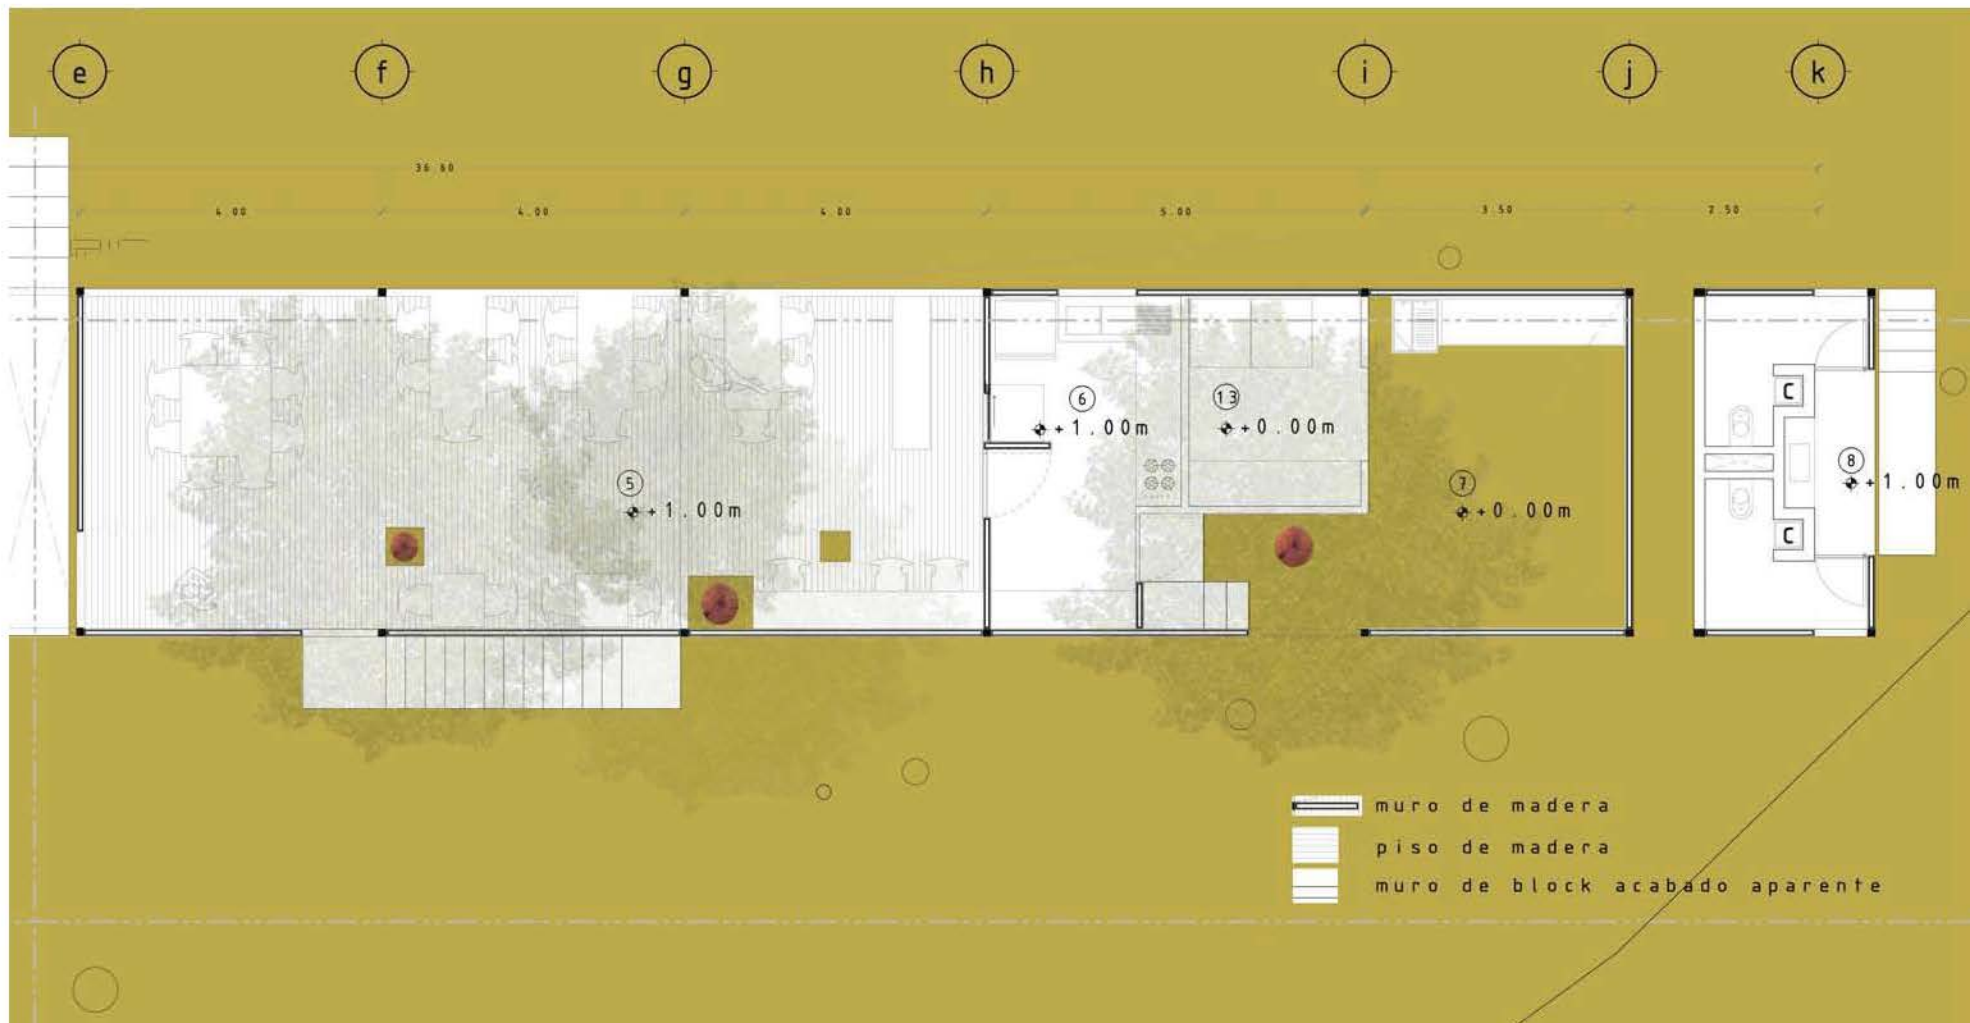 e f g h i j k
36.60
4.00 4.00 4.00 5.00 3.50 2.50
6 +1.00m
13 +0.00m
5 +1.00m
7 +0.00m
C
C
8 +1.00m
muro de madera
piso de madera
muro de block acabado aparente